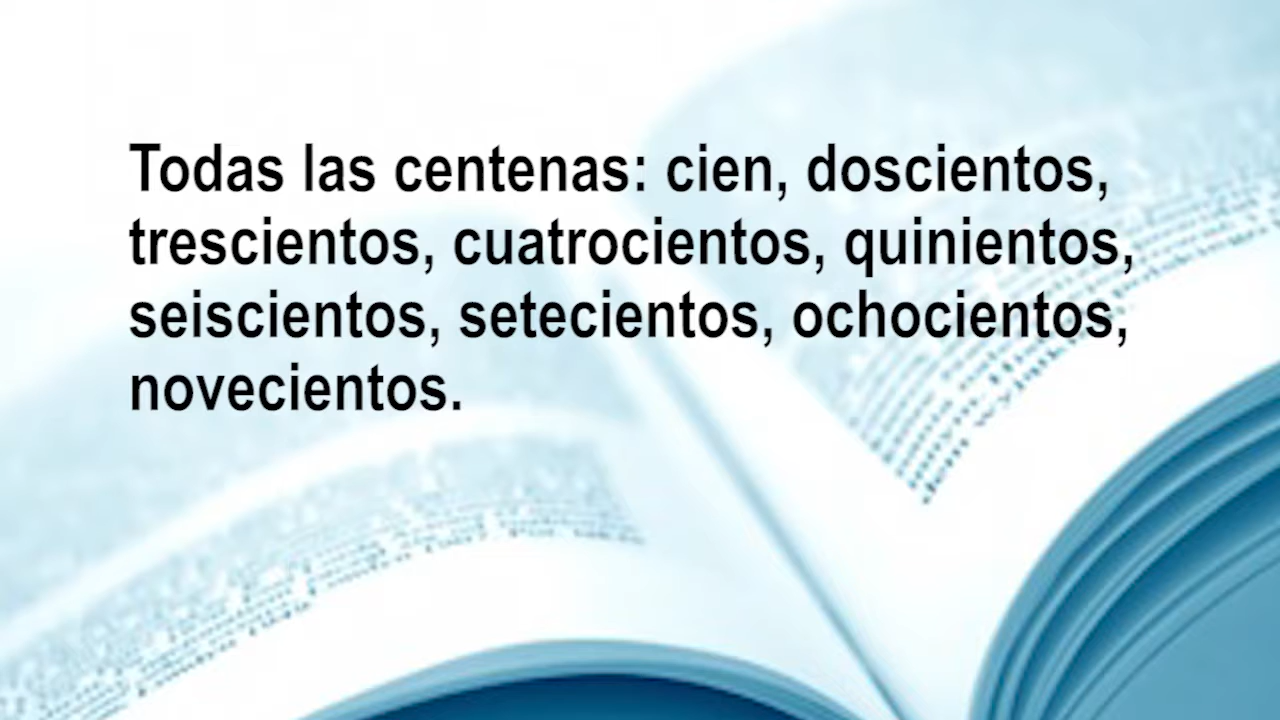 Todas las centenas: cien, doscientos,
trescientos, cuatrocientos, quinientos,
seiscientos, setecientos, ochocientos,
novecientos.